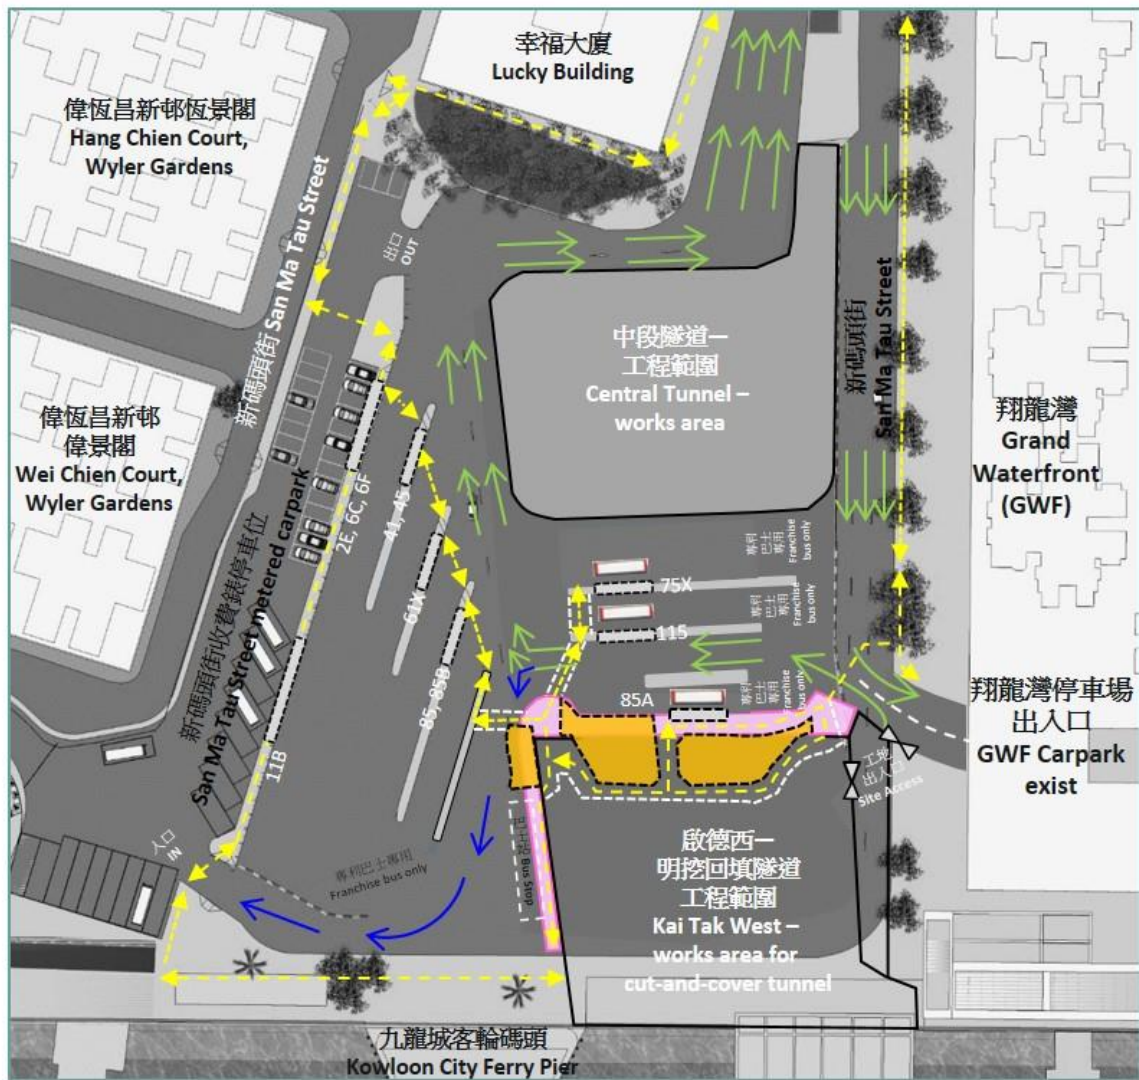 幸福大廈
Lucky Building
偉恆昌新邨恆景閣
Hang Chien Court,
Wyler Gardens
新碼頭街 San Ma Tau Street
出口
OUT
中段隧道—
工程範圍
Central Tunnel –
works area
新碼頭街
San Ma Tau Street
翔龍灣
Grand
Waterfront
(GWF)
偉恆昌新邨
偉景閣
Wei Chien Court,
Wyler Gardens
新碼頭街收費錶停車位
San Ma Tau Street metered carpark
2E, 6C, 6F
41, 45
61X
85, 85B
11B
專利
巴士
專用
Franchise
bus only
75X
專利
巴士
專用
Franchise
bus only
115
85A
專利
巴士
專用
Franchise
bus only
翔龍灣停車場
出入口
GWF Carpark
exist
工地
出入口
Site Access
入口
IN
專利巴士專用
Franchise bus only
巴士站 Bus Stop
啟德西—
明挖回填隧道
工程範圍
Kai Tak West –
works area for
cut-and-cover tunnel
九龍城客輪碼頭
Kowloon City Ferry Pier